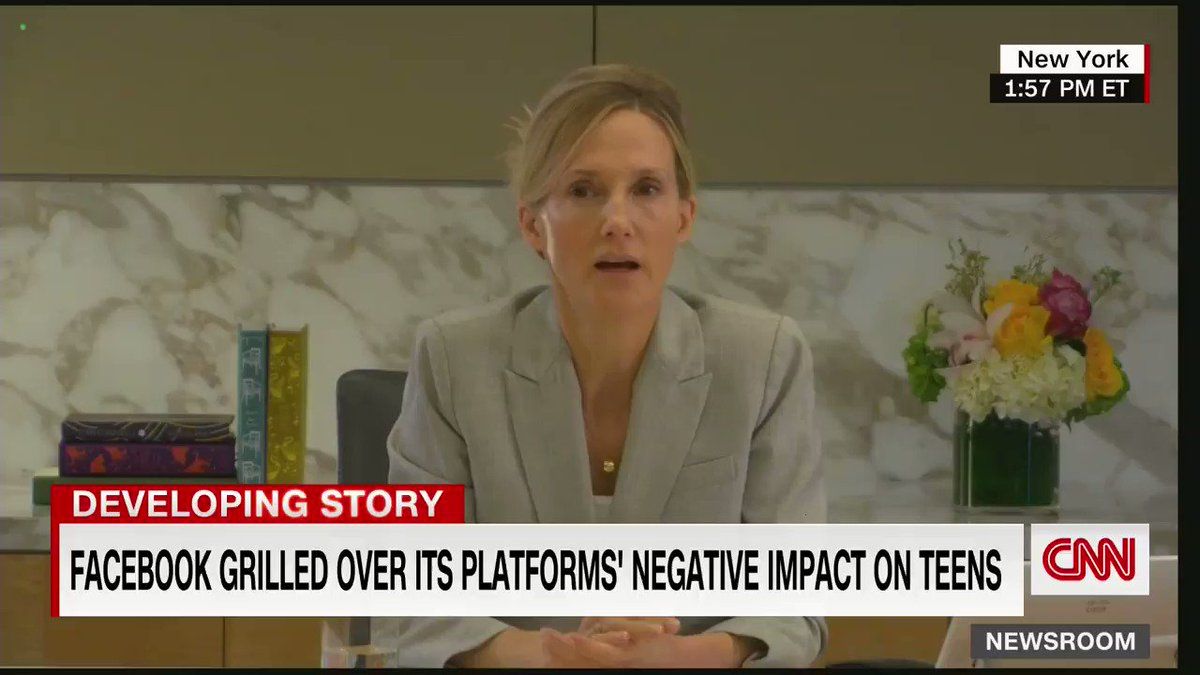 New York
1:57 PM ET
DEVELOPING STORY
FACEBOOK GRILLED OVER ITS PLATFORMS' NEGATIVE IMPACT ON TEENS
CNN
NEWSROOM